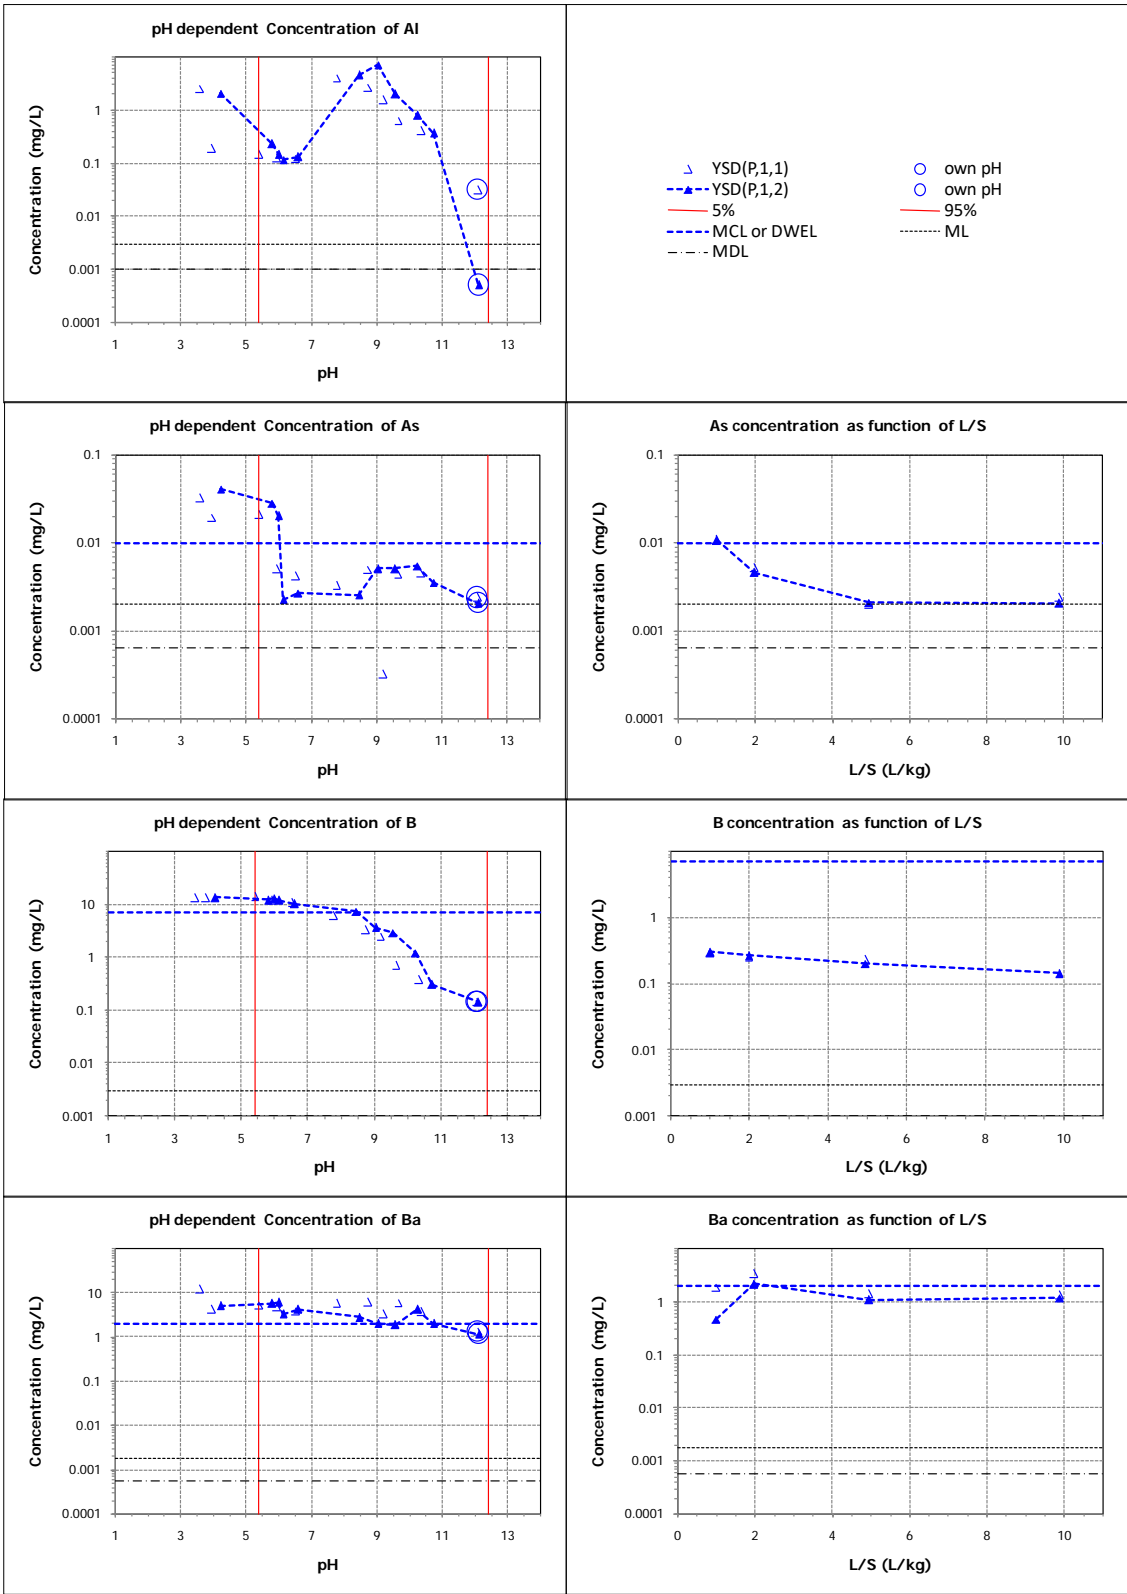 pH dependent Concentration of Al
Concentration (mg/L)
1
0.1
0.01
0.001
0.0001
1 3 5 7 9 11 13
pH
YSD(P,1,1) own pH
YSD(P,1,2) own pH
5% 95%
MCL or DWEL ML
MDL
pH dependent Concentration of As
Concentration (mg/L)
0.1
0.01
0.001
0.0001
1 3 5 7 9 11 13
pH
As concentration as function of L/S
Concentration (mg/L)
0.1
0.01
0.001
0.0001
0 2 4 6 8 10
L/S (L/kg)
pH dependent Concentration of B
Concentration (mg/L)
10
1
0.1
0.01
0.001
1 3 5 7 9 11 13
pH
B concentration as function of L/S
Concentration (mg/L)
1
0.1
0.01
0.001
0 2 4 6 8 10
L/S (L/kg)
pH dependent Concentration of Ba
Concentration (mg/L)
10
1
0.1
0.01
0.001
0.0001
1 3 5 7 9 11 13
pH
Ba concentration as function of L/S
Concentration (mg/L)
1
0.1
0.01
0.001
0.0001
0 2 4 6 8 10
L/S (L/kg)